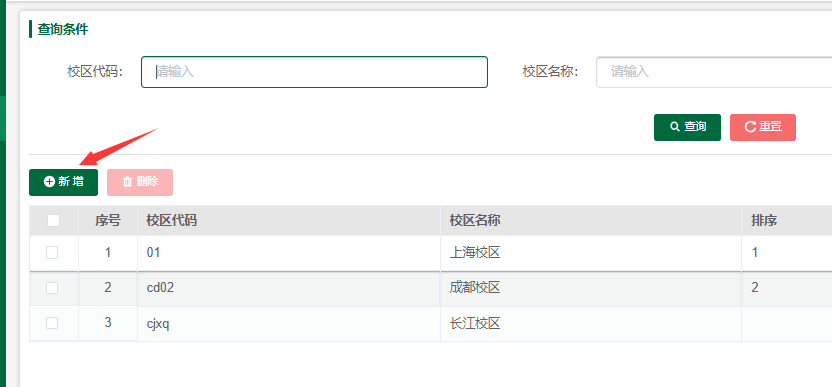 查询条件
校区代码: 请输入 校区名称: 请输入
查询 重置
新增 删除
序号 校区代码 校区名称 排序
1 01 上海校区 1
2 cd02 成都校区 2
3 cjxq 长江校区